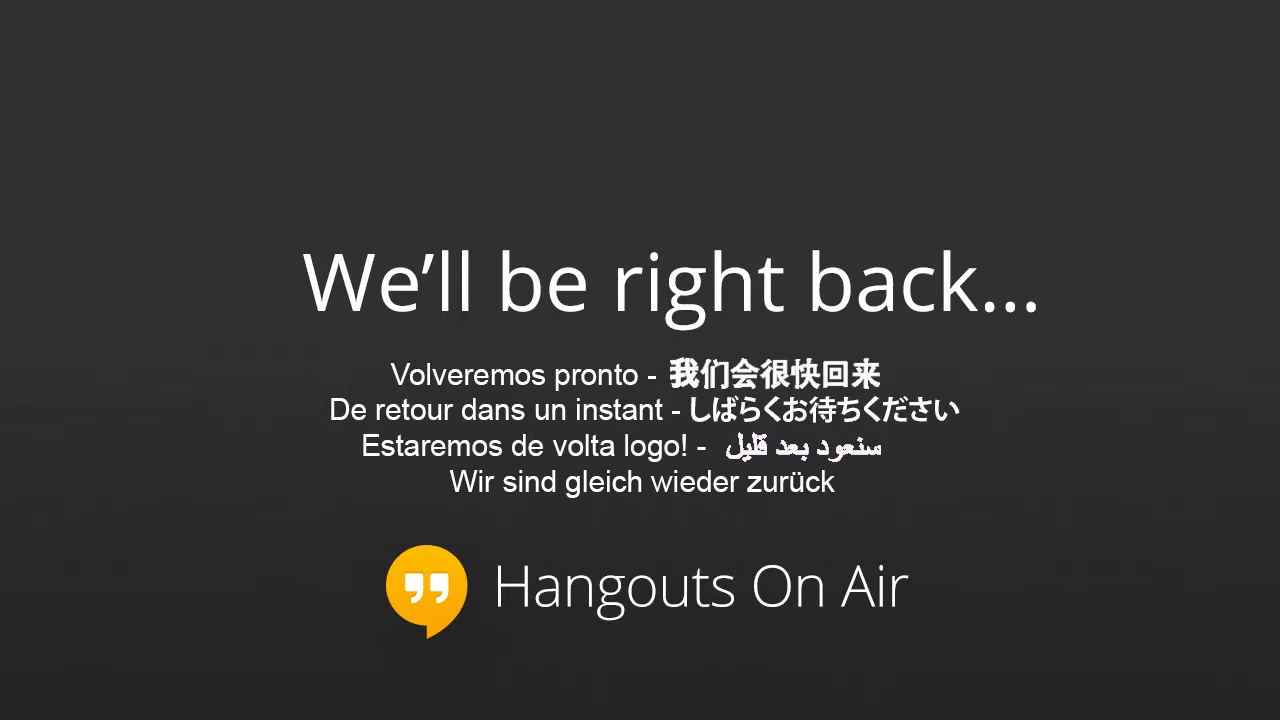 We’ll be right back...
Volveremos pronto - 我们会很快回来
De retour dans un instant - しばらくお待ちください
Estaremos de volta logo! - سنعود بعد قليل
Wir sind gleich wieder zurück
Hangouts On Air